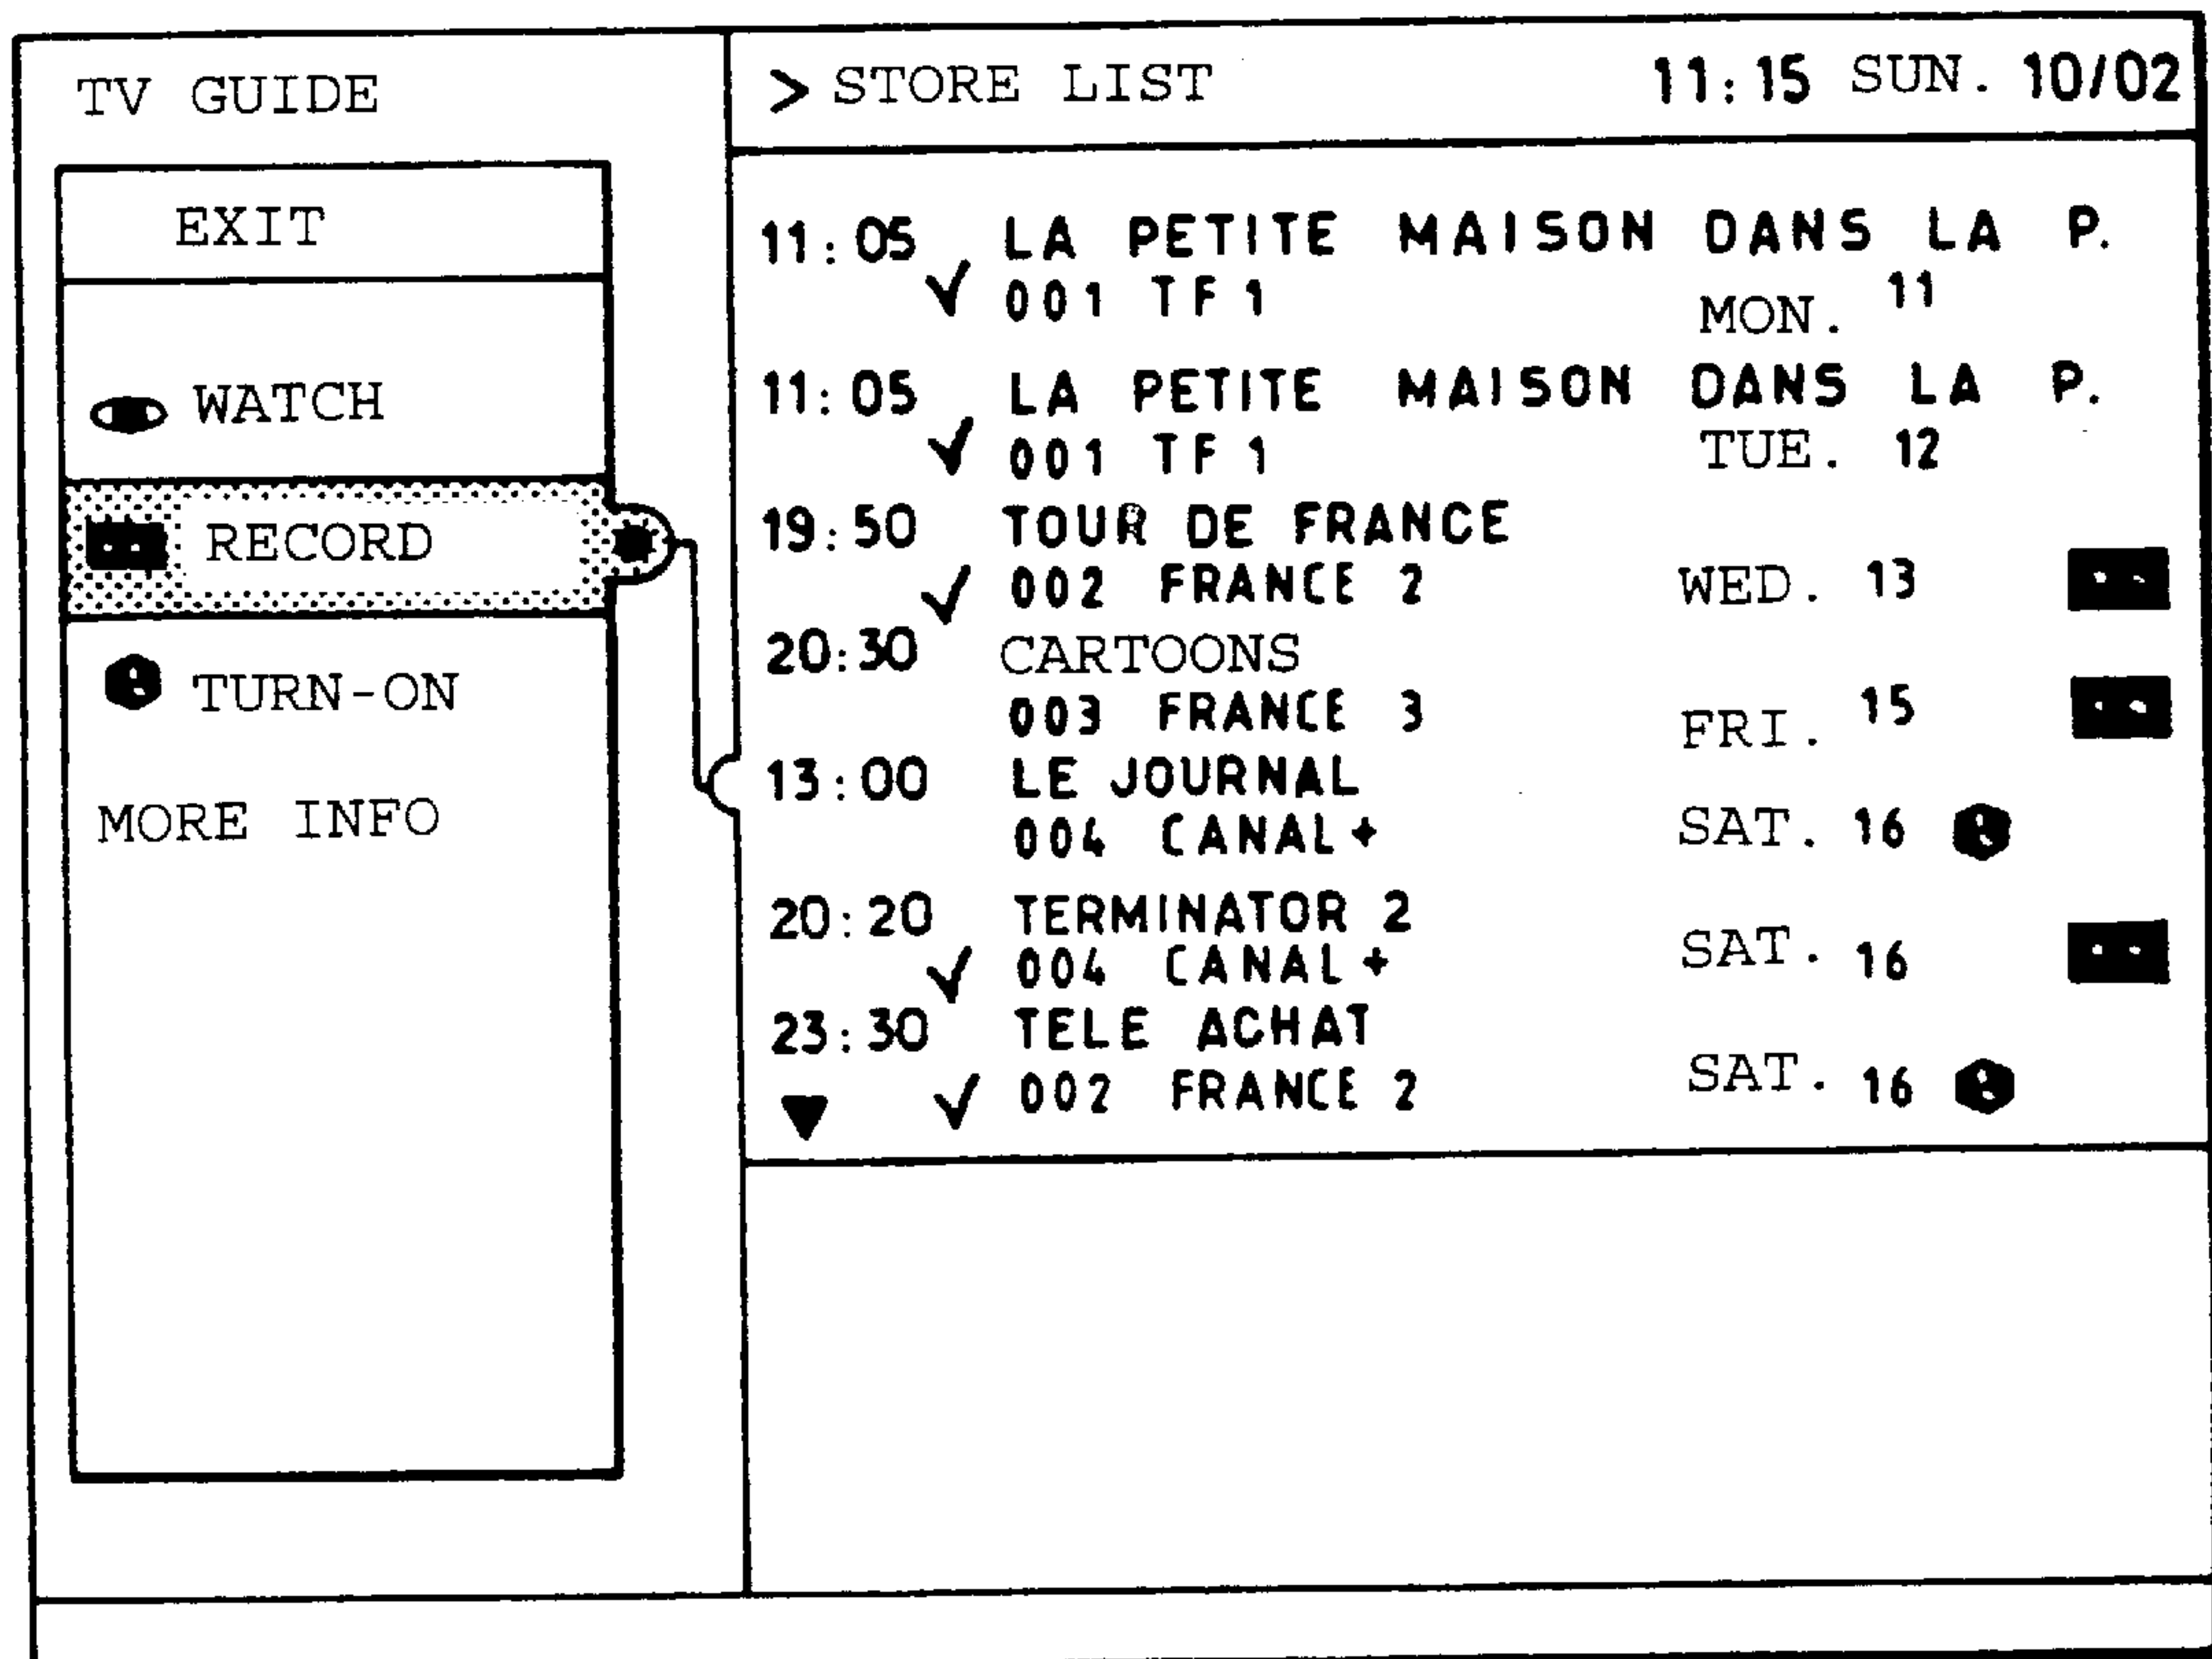 TV GUIDE
> STORE LIST 11:15 SUN. 10/02
EXIT
WATCH
RECORD
TURN-ON
MORE INFO
11:05 LA PETITE MAISON DANS LA P.
✓ 001 TF1 MON. 11
11:05 LA PETITE MAISON DANS LA P.
✓ 001 TF1 TUE. 12
19:50 TOUR DE FRANCE
✓ 002 FRANCE 2 WED. 13
20:30 CARTOONS
003 FRANCE 3 FRI. 15
13:00 LE JOURNAL
004 CANAL+ SAT. 16
20:20 TERMINATOR 2
✓ 004 CANAL+ SAT. 16
23:30 TELE ACHAT
✓ 002 FRANCE 2 SAT. 16